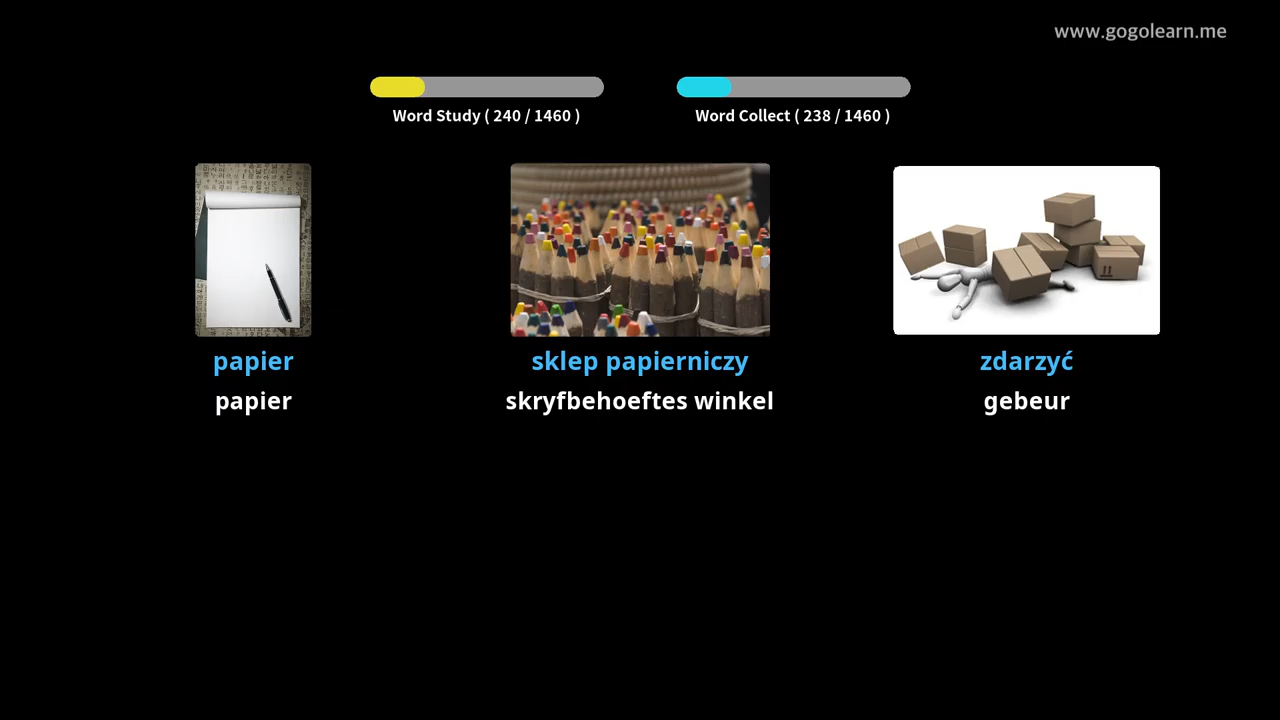 www.gogolearn.me
Word Study ( 240 / 1460 )
Word Collect ( 238 / 1460 )
papier
papier
sklep papierniczy
skryfbehoeftes winkel
zdarzyć
gebeur